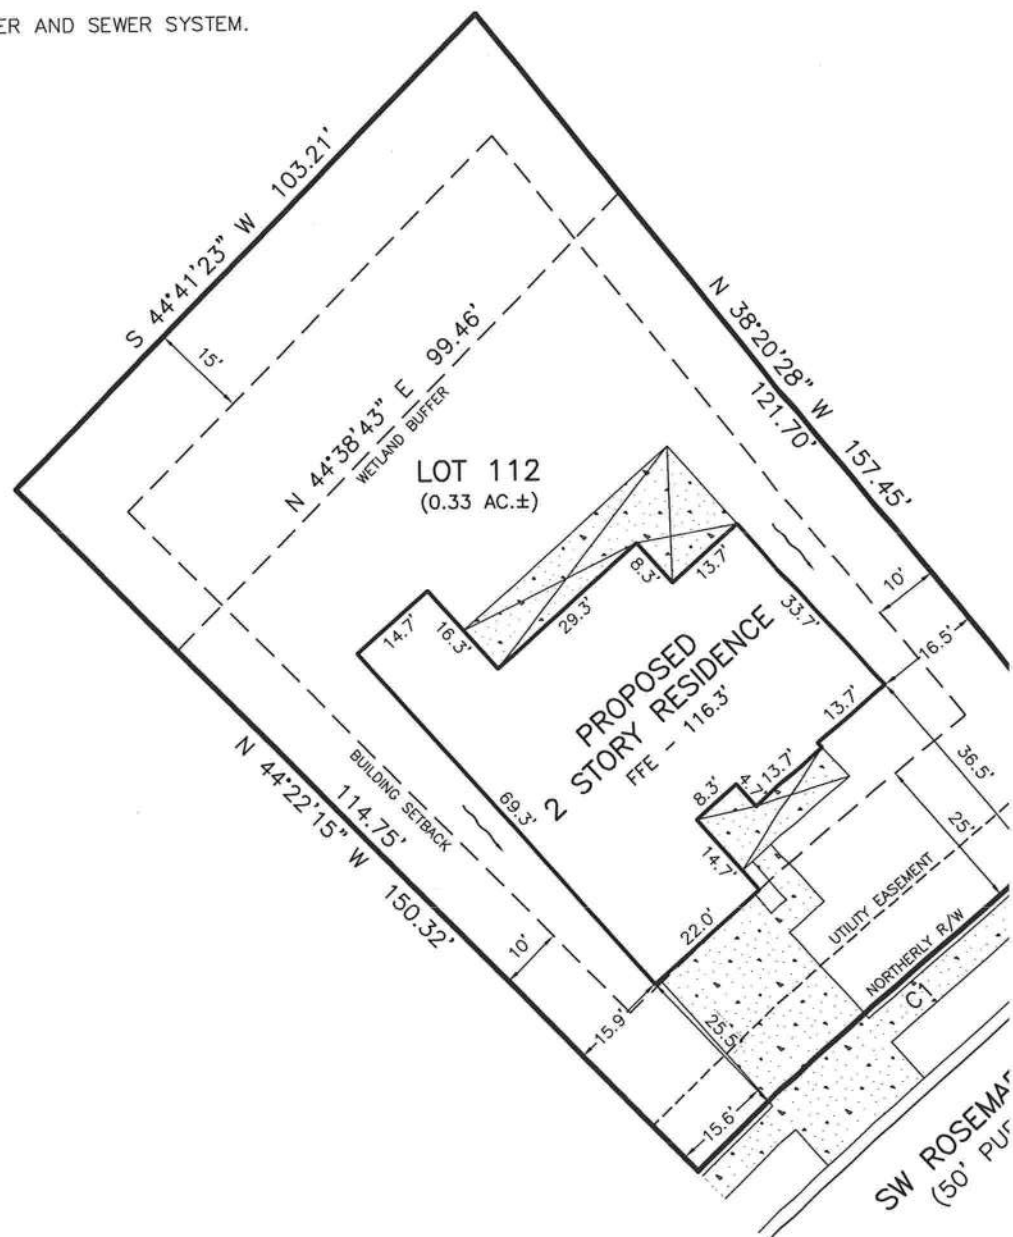 ER AND SEWER SYSTEM.
S 44°41'23" W 103.21'
15'
N 44°38'43" E 99.46'
WETLAND BUFFER
N 38°20'28" W 157.45'
121.70'
LOT 112
(0.33 AC.±)
10'
16.5'
14.7'
16.3'
29.3'
8.3'
13.7'
33.7'
PROPOSED
2 STORY RESIDENCE
FFE - 116.3'
13.7'
36.5'
25'
8.3'
4.7'
13.7'
14.7'
69.3'
22.0'
BUILDING SETBACK
114.75'
N 44°22'15" W 150.32'
10'
15.9'
25.5'
15.6'
UTILITY EASEMENT
NORTHERLY R/W
C1
SW ROSEMA
(50' PU